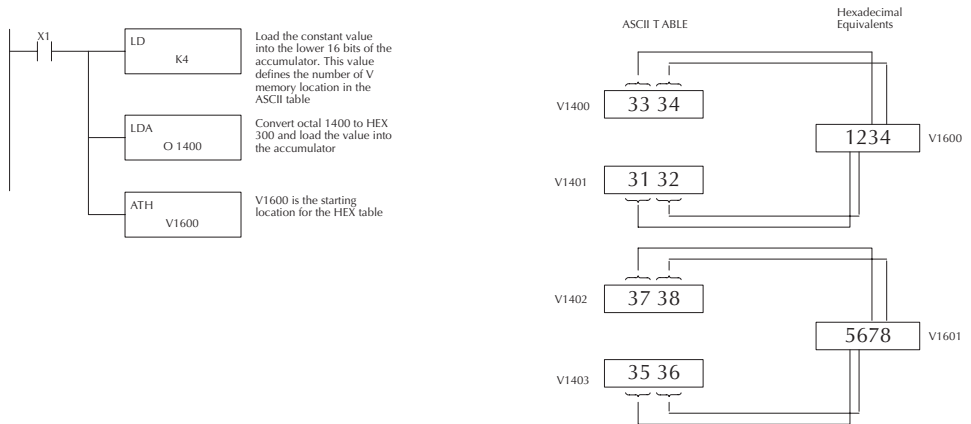 X1
LD
K4
Load the constant value
into the lower 16 bits of the
accumulator. This value
defines the number of V
memory location in the
ASCII table
LDA
O 1400
Convert octal 1400 to HEX
300 and load the value into
the accumulator
ATH
V1600
V1600 is the starting
location for the HEX table
ASCII T ABLE
Hexadecimal
Equivalents
V1400
33 34
1234
V1600
V1401
31 32
V1402
37 38
5678
V1601
V1403
35 36